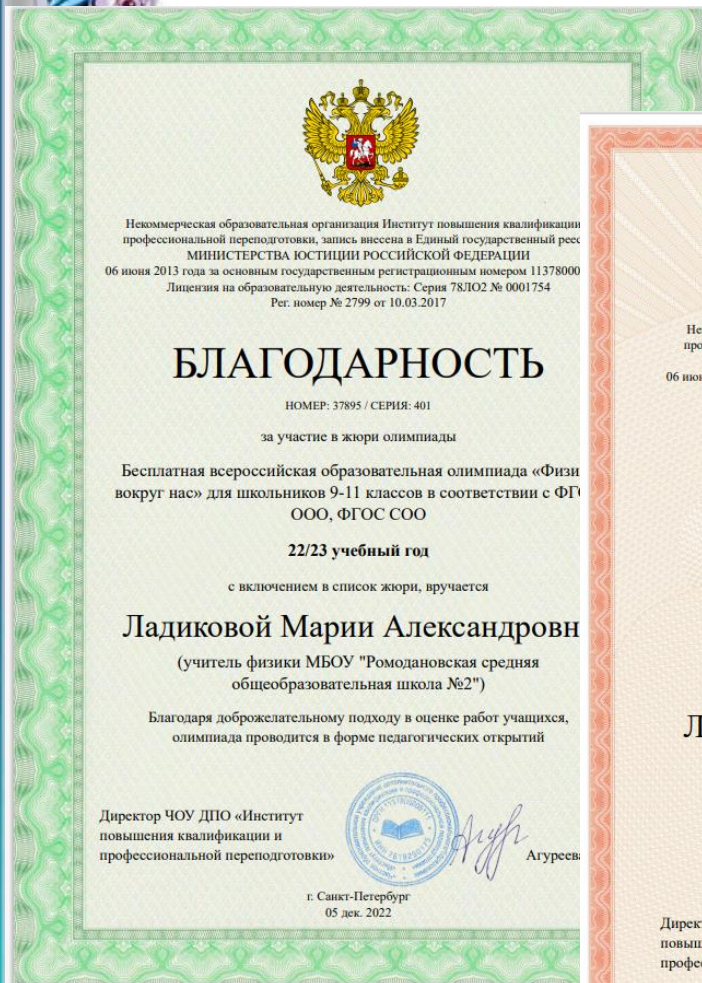 Некоммерческая образовательная организация Институт повышения квалификации
профессиональной переподготовки, запись внесена в Единый государственный реес
МИНИСТЕРСТВА ЮСТИЦИИ РОССИЙСКОЙ ФЕДЕРАЦИИ
06 июня 2013 года за основным государственным регистрационным номером 11378000
Лицензия на образовательную деятельность: Серия 78ЛО2 № 0001754
Рег. номер № 2799 от 10.03.2017
БЛАГОДАРНОСТЬ
НОМЕР: 37895 / СЕРИЯ: 401
за участие в жюри олимпиады
Бесплатная всероссийская образовательная олимпиада «Физи
вокруг нас» для школьников 9-11 классов в соответствии с ФГ
ООО, ФГОС СОО
22/23 учебный год
с включением в список жюри, вручается
Ладиковой Марии Александровн
(учитель физики МБОУ "Ромодановская средняя
общеобразовательная школа №2")
Благодаря доброжелательному подходу в оценке работ учащихся,
олимпиада проводится в форме педагогических открытий
Директор ЧОУ ДПО «Институт
повышения квалификации и
профессиональной переподготовки»
Агуреева
г. Санкт-Петербург
05 дек. 2022
Не
про
06 июн
Л
Дирек
повыш
профес